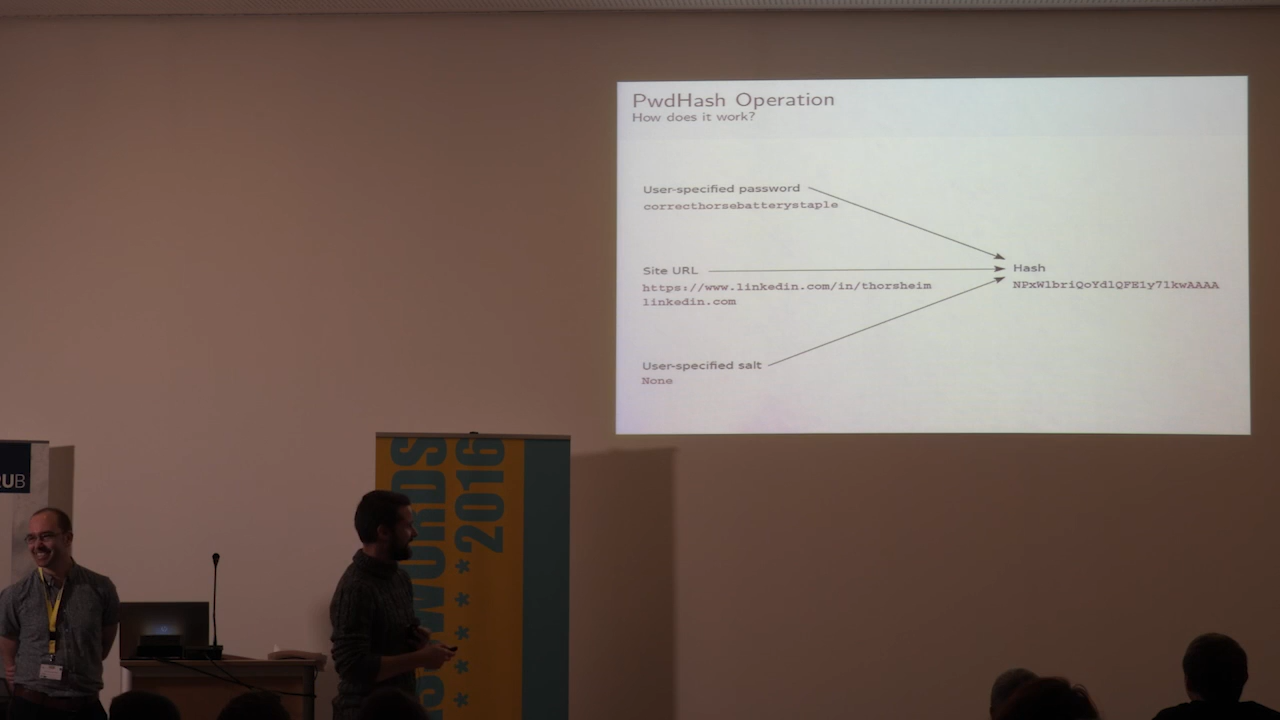 PwdHash Operation
How does it work?
User-specified password
correcthorsebatterystaple
Site URL
https://www.linkedin.com/in/thorsheim
linkedin.com
User-specified salt
None
Hash
NPxW1briQoYdlQFH1y71kwAAAA
UB
2016